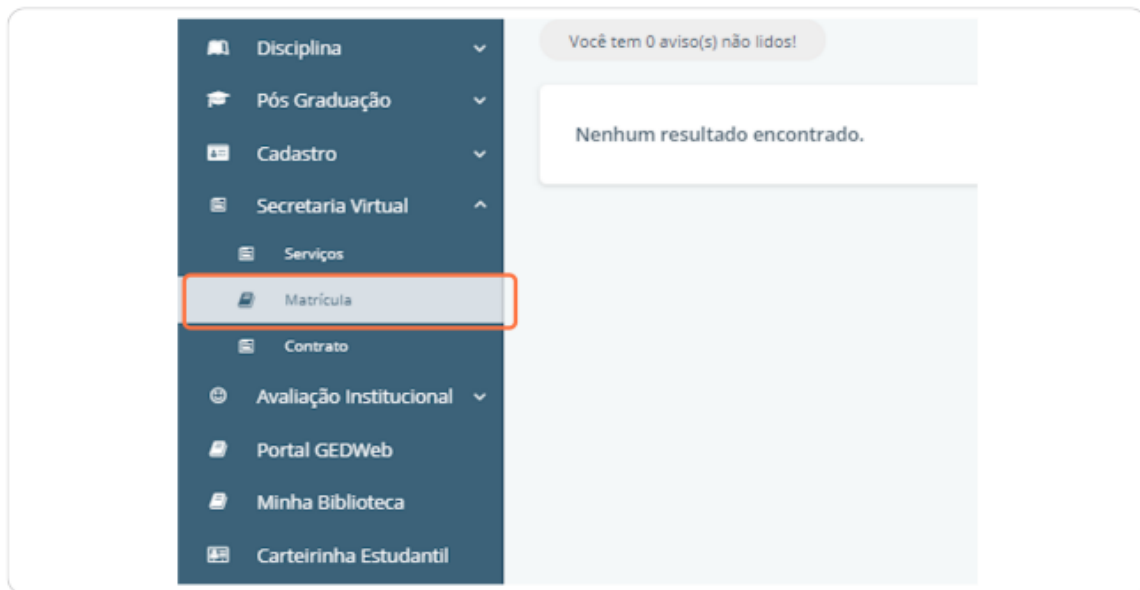 Disciplina
Pós Graduação
Cadastro
Secretaria Virtual
Serviços
Matrícula
Contrato
Avaliação Institucional
Portal GEDWeb
Minha Biblioteca
Carteirinha Estudantil
Você tem 0 aviso(s) não lidos!
Nenhum resultado encontrado.